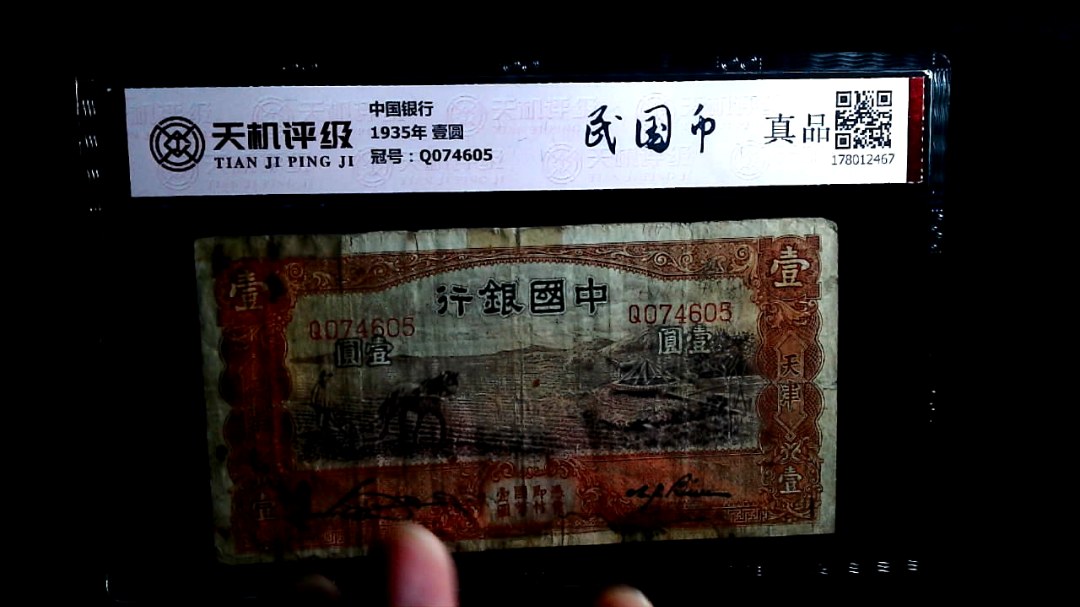 天机评级
TIAN JI PING JI
中国银行
1935年 壹圆
冠号：Q074605
民国币
真品
178012467
壹
壹
行銀國中
Q074605
Q074605
圓壹
圓壹
天津
壹
壹